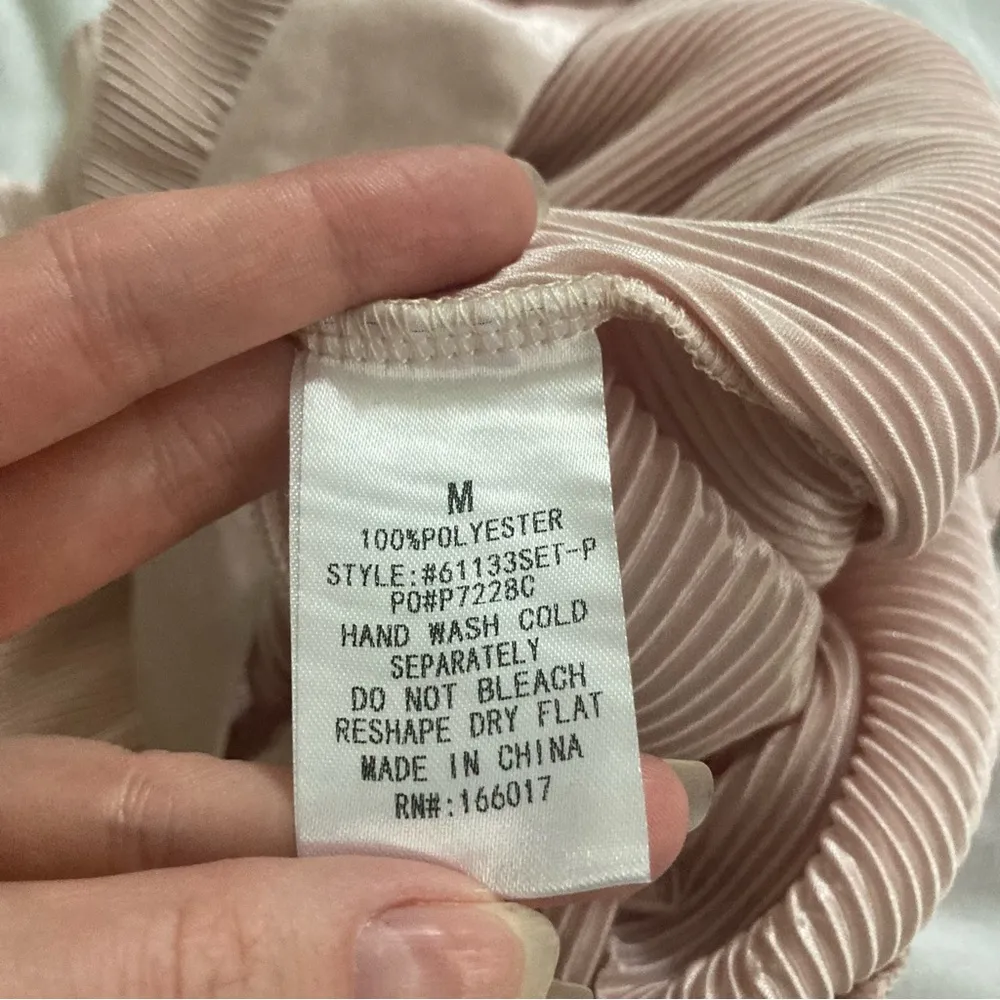 M
100%POLYESTER
STYLE:#61133SET-P
PO#P7228C
HAND WASH COLD
SEPARATELY
DO NOT BLEACH
RESHAPE DRY FLAT
MADE IN CHINA
RN#:166017